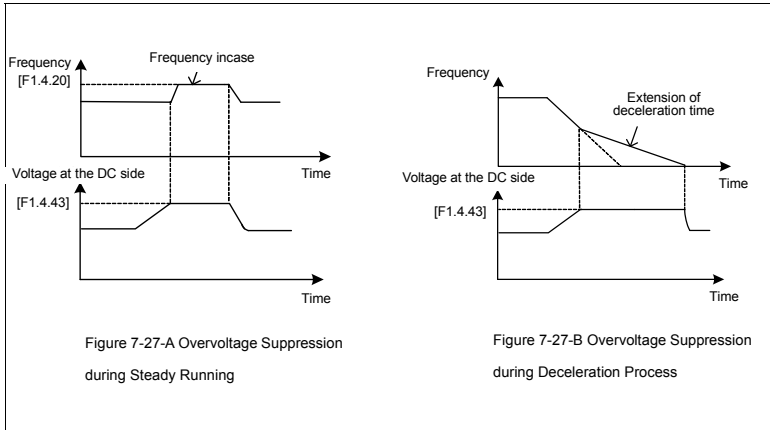 Frequency incase
Frequency
[F1.4.20]
Time
Voltage at the DC side
[F1.4.43]
Time
Figure 7-27-A Overvoltage Suppression
during Steady Running
Frequency
Extension of
deceleration time
Time
Voltage at the DC side
[F1.4.43]
Time
Figure 7-27-B Overvoltage Suppression
during Deceleration Process